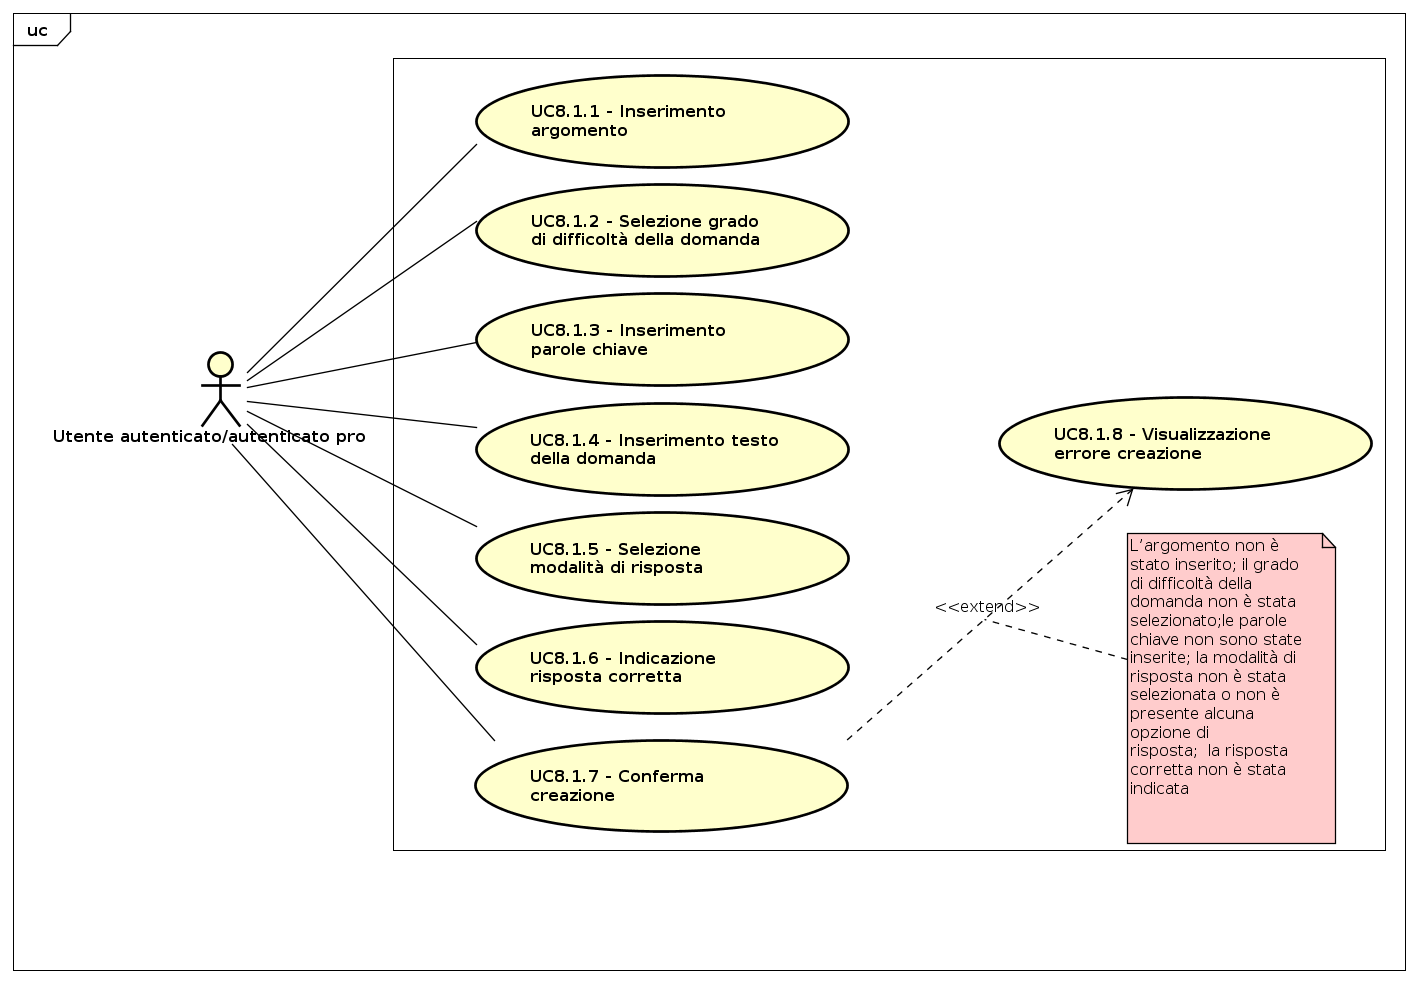 uc
UC8.1.1 - Inserimento
argomento
UC8.1.2 - Selezione grado
di difficoltà della domanda
UC8.1.3 - Inserimento
parole chiave
Utente autenticato/autenticato pro
UC8.1.4 - Inserimento testo
della domanda
UC8.1.8 - Visualizzazione
errore creazione
UC8.1.5 - Selezione
modalità di risposta
<<extend>>
L'argomento non è
stato inserito; il grado
di difficoltà della
domanda non è stata
selezionato;le parole
chiave non sono state
inserite; la modalità di
risposta non è stata
selezionata o non è
presente alcuna
opzione di
risposta;  la risposta
corretta non è stata
indicata
UC8.1.6 - Indicazione
risposta corretta
UC8.1.7 - Conferma
creazione